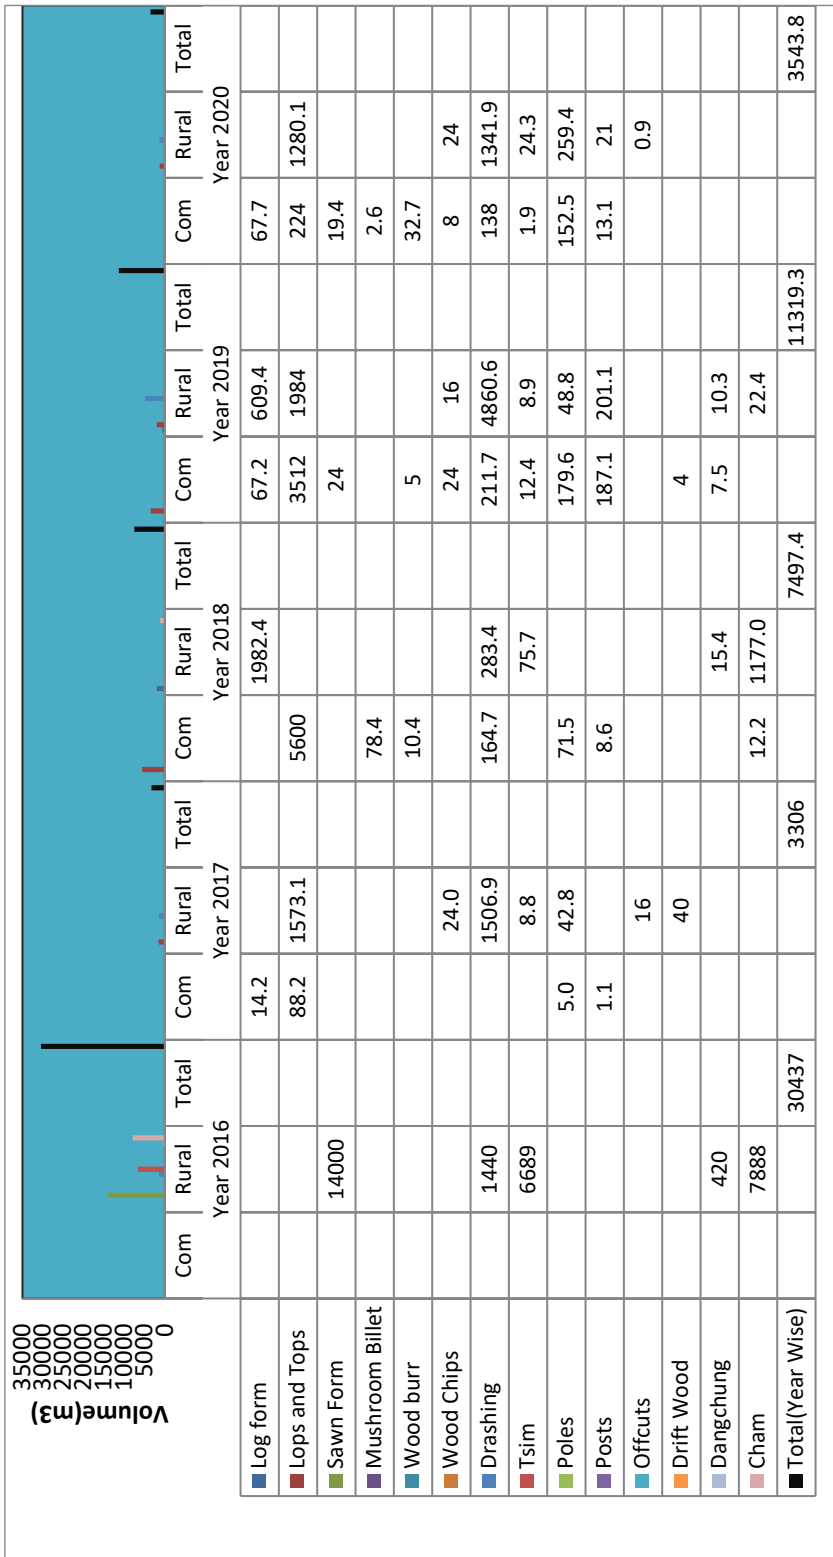 Volume(m3)
35000
30000
25000
20000
15000
10000
5000
0
Com Rural Total Com Rural Total Com Rural Total Com Rural Total Com Rural Total
Year 2016 Year 2017 Year 2018 Year 2019 Year 2020
Log form 14.2 1982.4 67.2 609.4 67.7
Lops and Tops 88.2 1573.1 5600 3512 1984 224 1280.1
Sawn Form 14000 24 19.4
Mushroom Billet 78.4 2.6
Wood burr 10.4 5 32.7
Wood Chips 24.0 24 16 8 24
Drashing 1440 1506.9 164.7 283.4 211.7 4860.6 138 1341.9
Tsim 6689 8.8 75.7 12.4 8.9 1.9 24.3
Poles 5.0 42.8 71.5 179.6 48.8 152.5 259.4
Posts 1.1 8.6 187.1 201.1 13.1 21
Offcuts 16 0.9
Drift Wood 40 4
Dangchung 420 15.4 7.5 10.3
Cham 7888 12.2 1177.0 22.4
Total(Year Wise) 30437 3306 7497.4 11319.3 3543.8